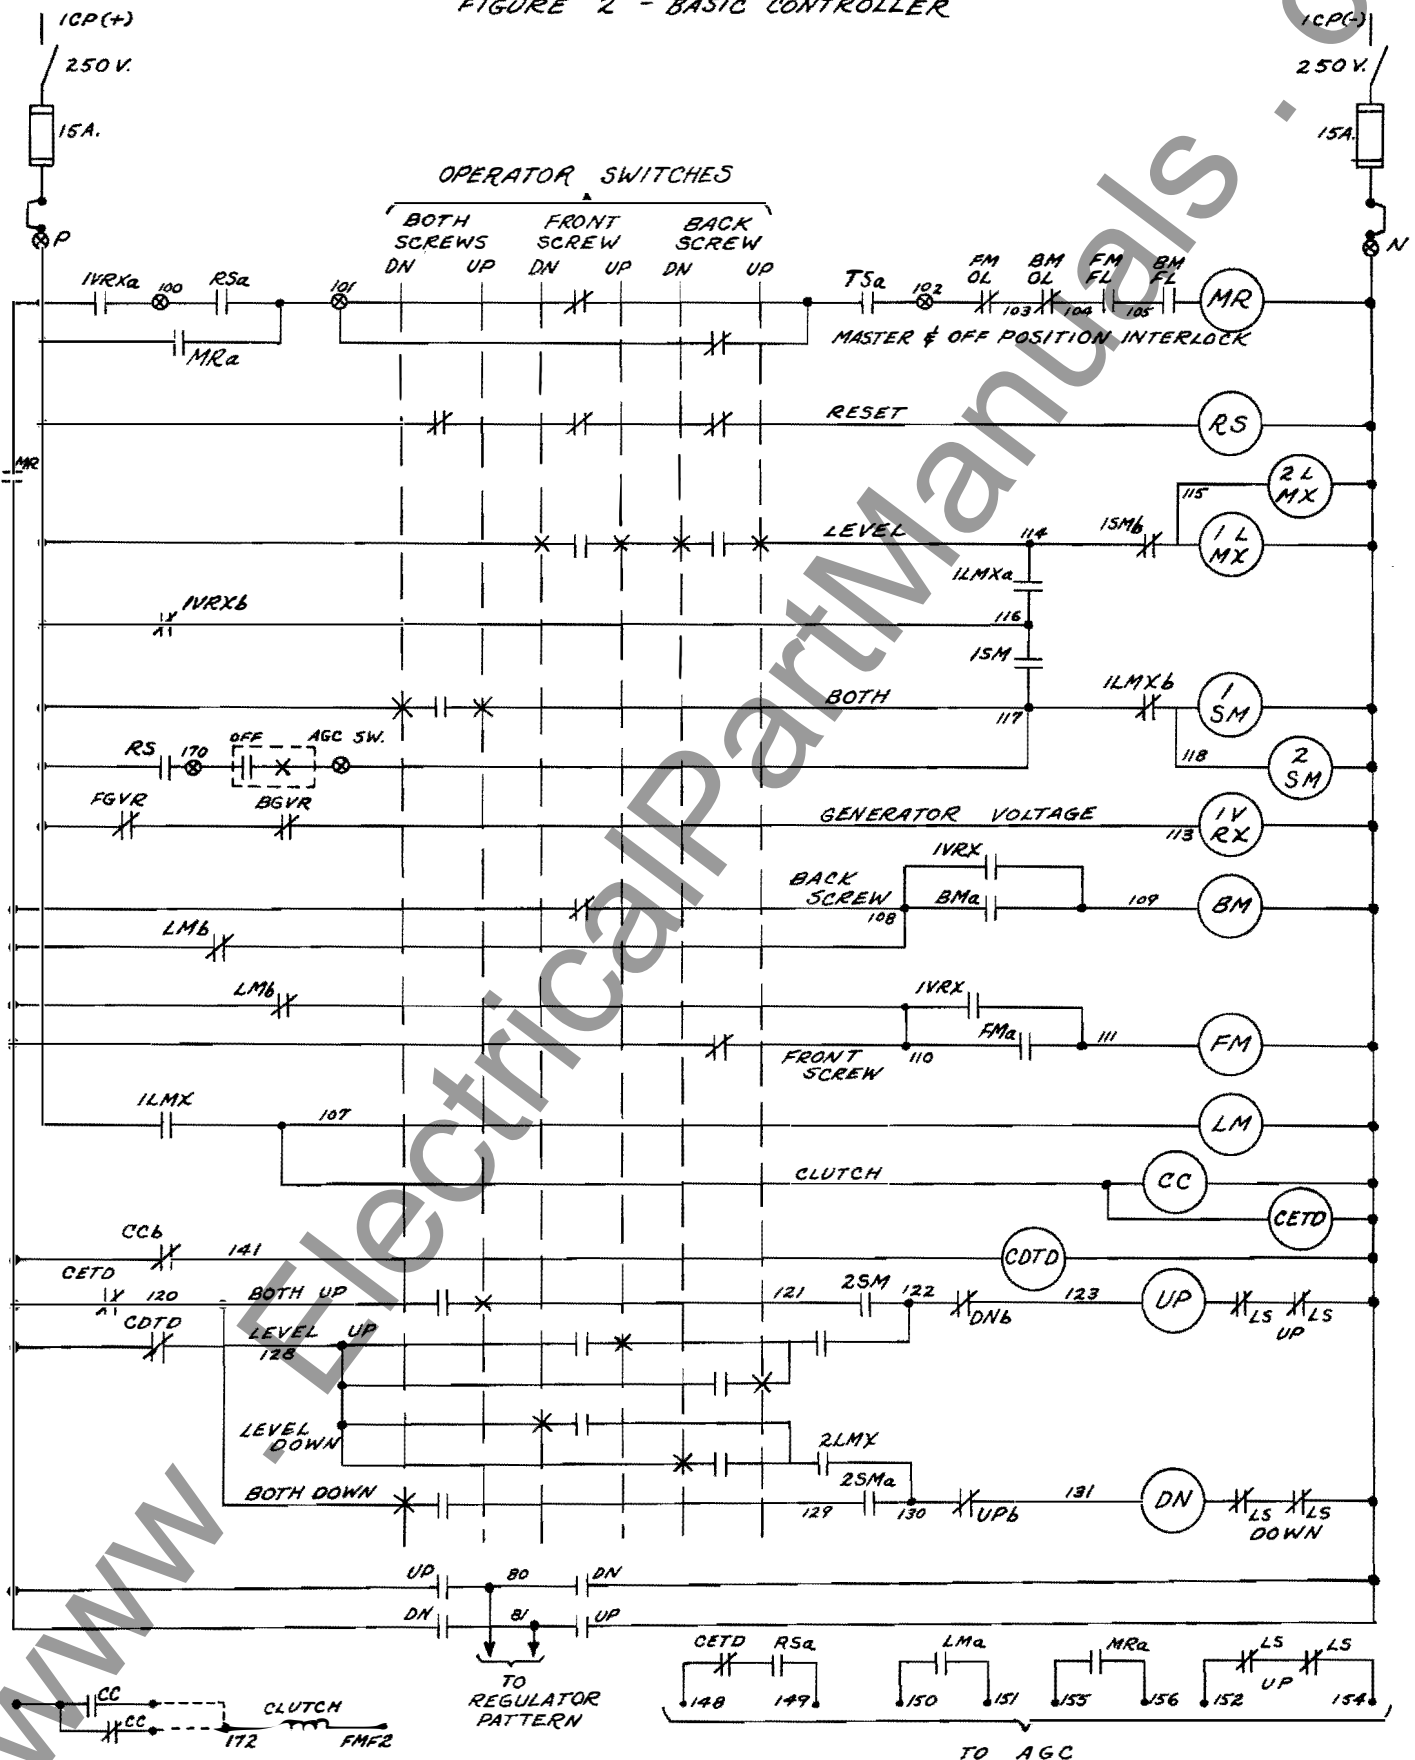 FIGURE 2 - BASIC CONTROLLER
1CP(+)
1CP(-)
250V.
250V.
15A.
15A.
OPERATOR SWITCHES
BOTH SCREWS
FRONT SCREW
BACK SCREW
P
N
DN UP DN UP DN UP
1VRXa 100 RSa 101 TSa 102 FM OL 103 BM OL 104 FM FL 105 BM FL MR
MRa
MASTER & OFF POSITION INTERLOCK
RESET RS
MR
115 2L MX
LEVEL 114 1SMb 1L MX
1LMXa
1VRXb 116
1SM
BOTH 117 1LMXb 1 SM
RS 170 OFF AGC SW. 118 2 SM
FGVR BGVR GENERATOR VOLTAGE 113 1V RX
1VRX
BACK SCREW 108 BMa 109 BM
LMb
LMb 1VRX
FRONT SCREW 110 FMa 111 FM
1LMX 107 LM
CLUTCH CC
CETD
CCb 141 CDTD
CETD 120 BOTH UP 121 2SM 122 DNb 123 UP LS LS
UP
CDTD LEVEL UP
128
LEVEL DOWN
2LMX
BOTH DOWN 129 2SMa 130 UPb 131 DN LS LS
DOWN
UP 80 DN
DN 81 UP
TO
REGULATOR
PATTERN
CC
CC
172 CLUTCH FMF2
CETD RSa
148 149
LMa
150 151
MRa
155 156
LS LS
UP
152 154
TO AGC
www . ElectricalPartManuals . c